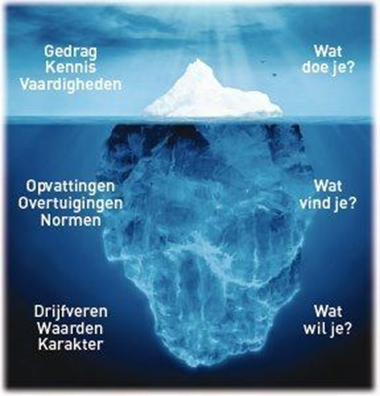 Gedrag
Kennis
Vaardigheden
Wat
doe je?
Opvattingen
Overtuigingen
Normen
Wat
vind je?
Drijfveren
Waarden
Karakter
Wat
wil je?